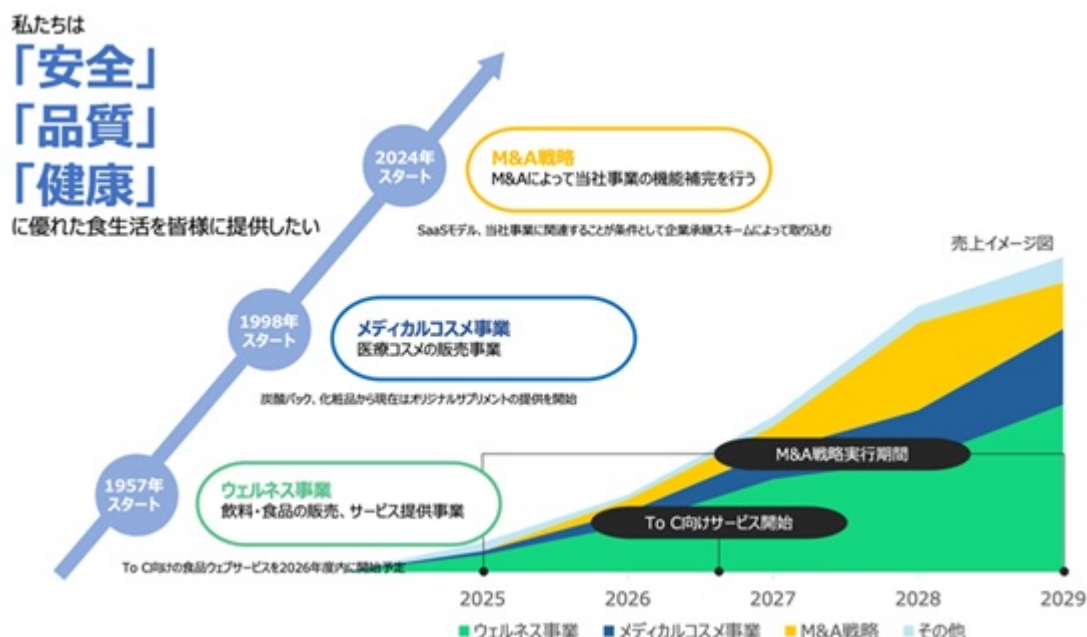 私たちは
「安全」
「品質」
「健康」
に優れた食生活を皆様に提供したい
2024年
スタート
M&A戦略
M&Aによって当社事業の機能補完を行う
SaaSモデル、当社事業に関連することが条件として企業承継スキームによって取り込む
売上イメージ図
1998年
スタート
メディカルコスメ事業
医療コスメの販売事業
炭酸パック、化粧品から現在はオリジナルサプリメントの提供を開始
M&A戦略実行期間
1957年
スタート
ウェルネス事業
飲料・食品の販売、サービス提供事業
To C向けサービス開始
To C向けの食品ウェブサービスを2026年度内に開始予定
2025
2026
2027
2028
2029
ウェルネス事業
メディカルコスメ事業
M&A戦略
その他